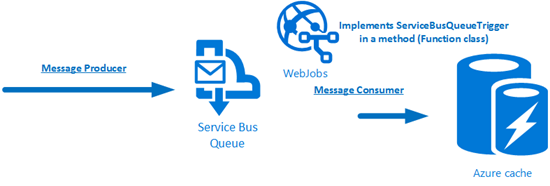 Implements ServiceBusQueueTrigger
in a method (Function class)
Message Producer
WebJobs
Message Consumer
Service Bus
Queue
Azure cache